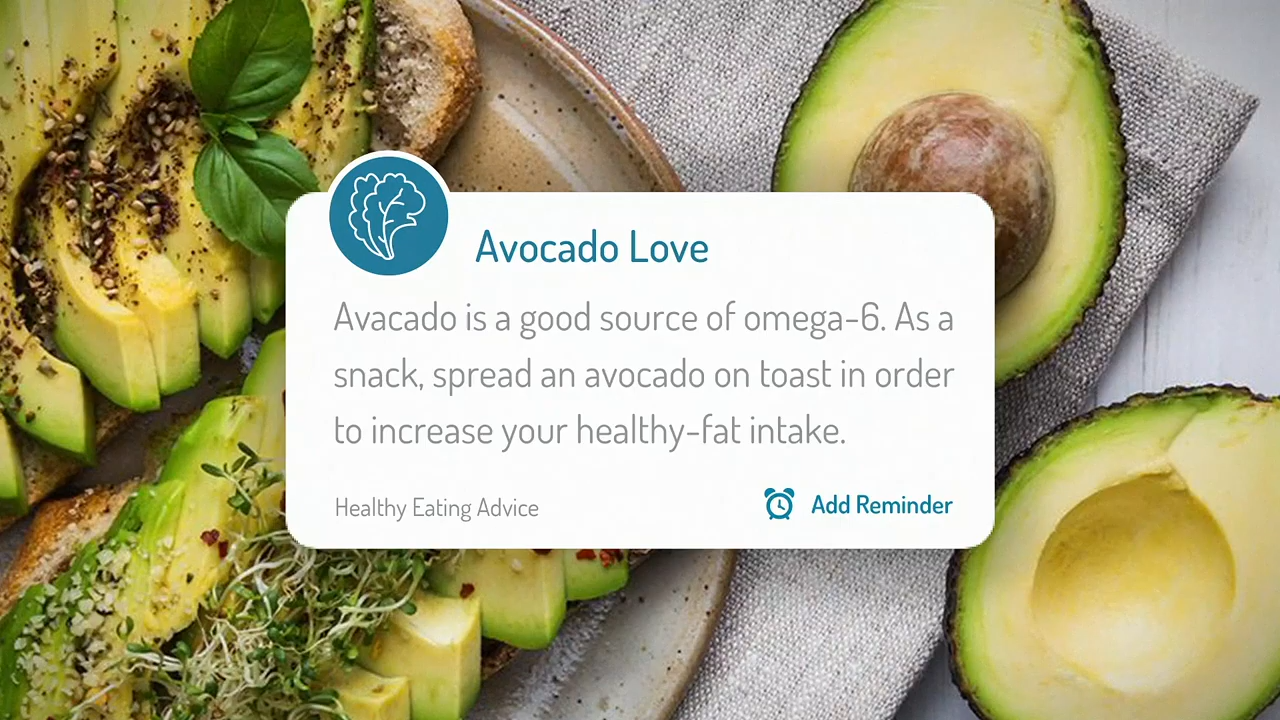 Avocado Love
Avacado is a good source of omega-6. As a
snack, spread an avocado on toast in order
to increase your healthy-fat intake.
Healthy Eating Advice
Add Reminder